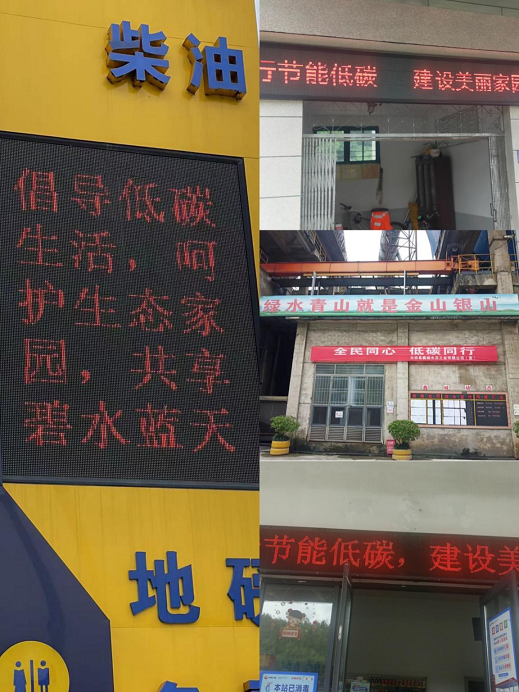 柴油
倡导低碳
生活，呵
护生态家
园，共享
碧水蓝天
地
行节能低碳 建设美丽家园
绿水青山就是金山银山
全民同心 低碳同行
节能低碳，建设美
本站已消毒